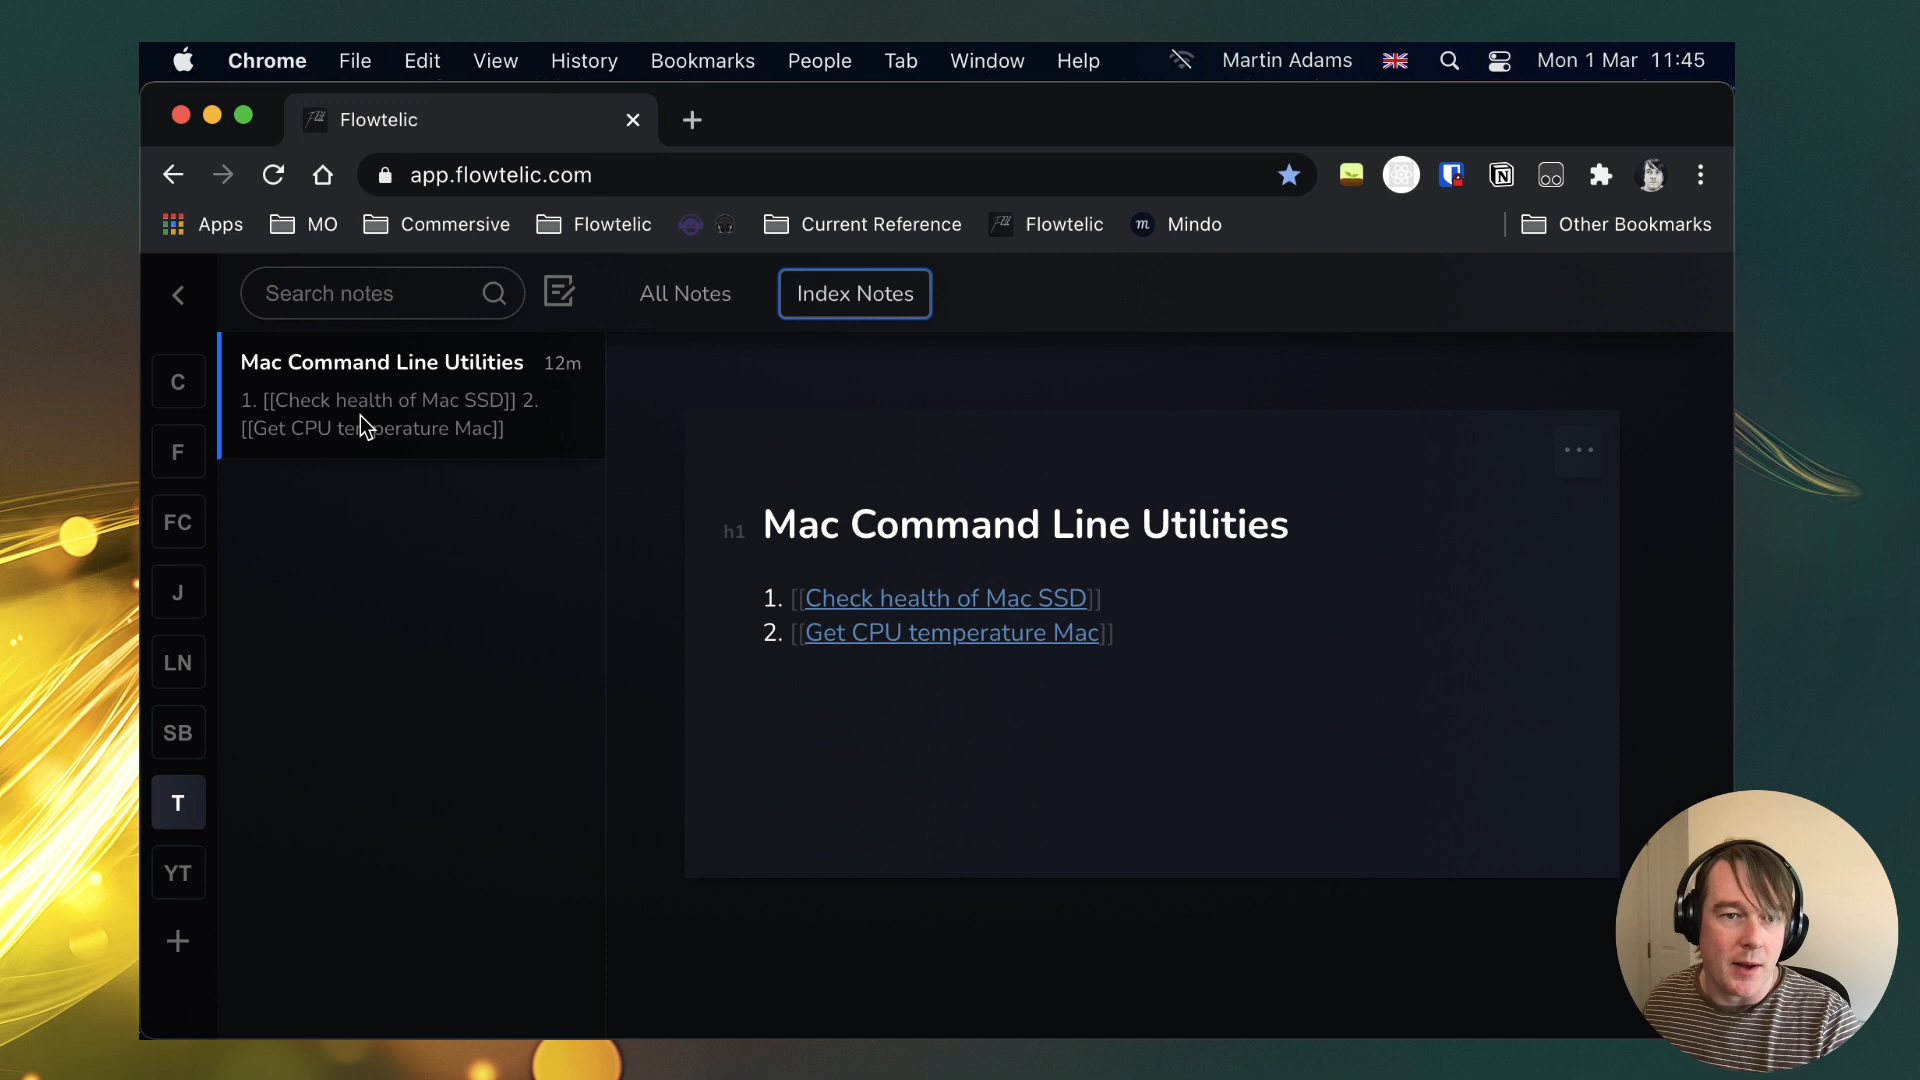 Chrome File Edit View History Bookmarks People Tab Window Help Martin Adams Mon 1 Mar 11:45
Flowtelic
app.flowtelic.com
Apps MO Commersive Flowtelic Current Reference Flowtelic m Mindo Other Bookmarks
Search notes All Notes Index Notes
Mac Command Line Utilities 12m
1. [[Check health of Mac SSD]] 2.
[[Get CPU temperature Mac]]
C
F
FC
J
LN
SB
T
YT
h1 Mac Command Line Utilities
1. [[Check health of Mac SSD]]
2. [[Get CPU temperature Mac]]